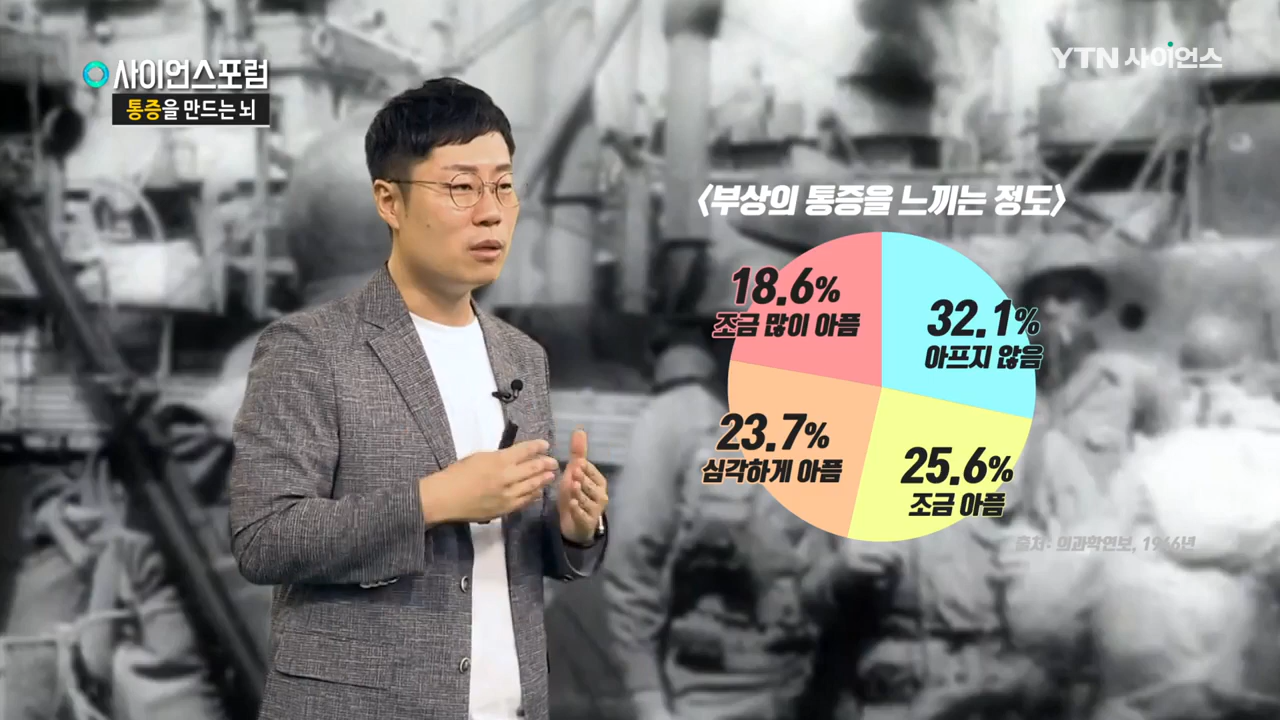 사이언스포럼
통증을 만드는 뇌
YTN 사이언스
<부상의 통증을 느끼는 정도>
18.6%
조금 많이 아픔
32.1%
아프지 않음
23.7%
심각하게 아픔
25.6%
조금 아픔
출처: 의과학연보, 1946년